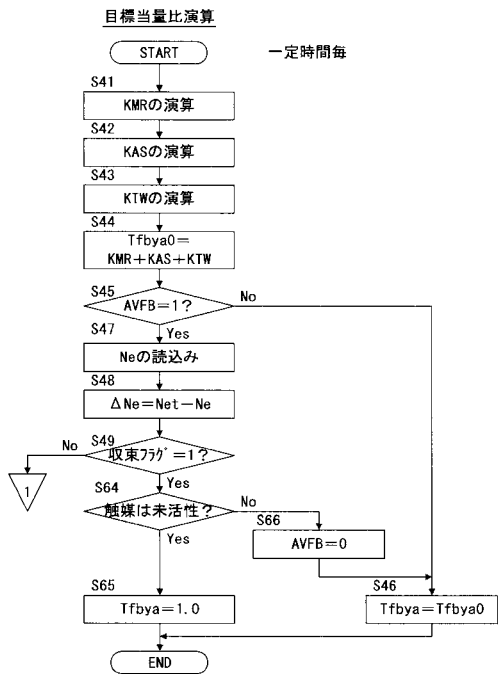 目標当量比演算
START
一定時間毎
S41
KMRの演算
S42
KASの演算
S43
KTWの演算
S44
Tfbya0=
KMR+KAS+KTW
S45
AVFB=1?
No
Yes
S47
Neの読込み
S48
ΔNe=Net-Ne
S49
収束ﾌﾗｸﾞ=1?
No
Yes
1
S64
触媒は未活性?
No
Yes
S66
AVFB=0
S65
Tfbya=1.0
S46
Tfbya=Tfbya0
END